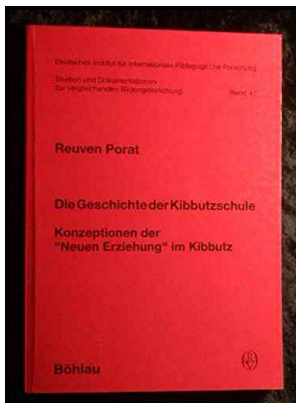 Deutsches Institut für Internationale Pädagogische Forschung
Studien und Dokumentationen
zur vergleichenden Bildungsforschung
Band
Reuven Porat
Die Geschichte der Kibbutzschule
Konzeptionen der
"Neuen Erziehung" im Kibbutz
Böhlau